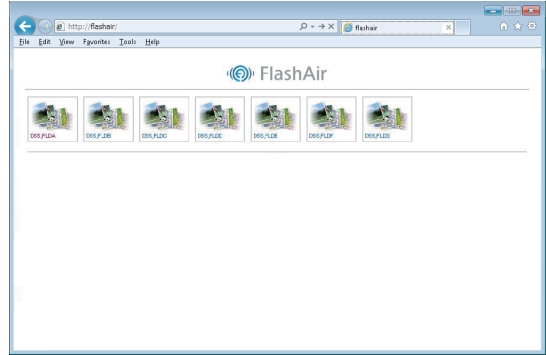 http://flashair/
flashair
File Edit View Favorites Tools Help
FlashAir
DSS_FLDA DSS_FLDB DSS_FLDC DSS_FLDD DSS_FLDE DSS_FLDF DSS_FLDG